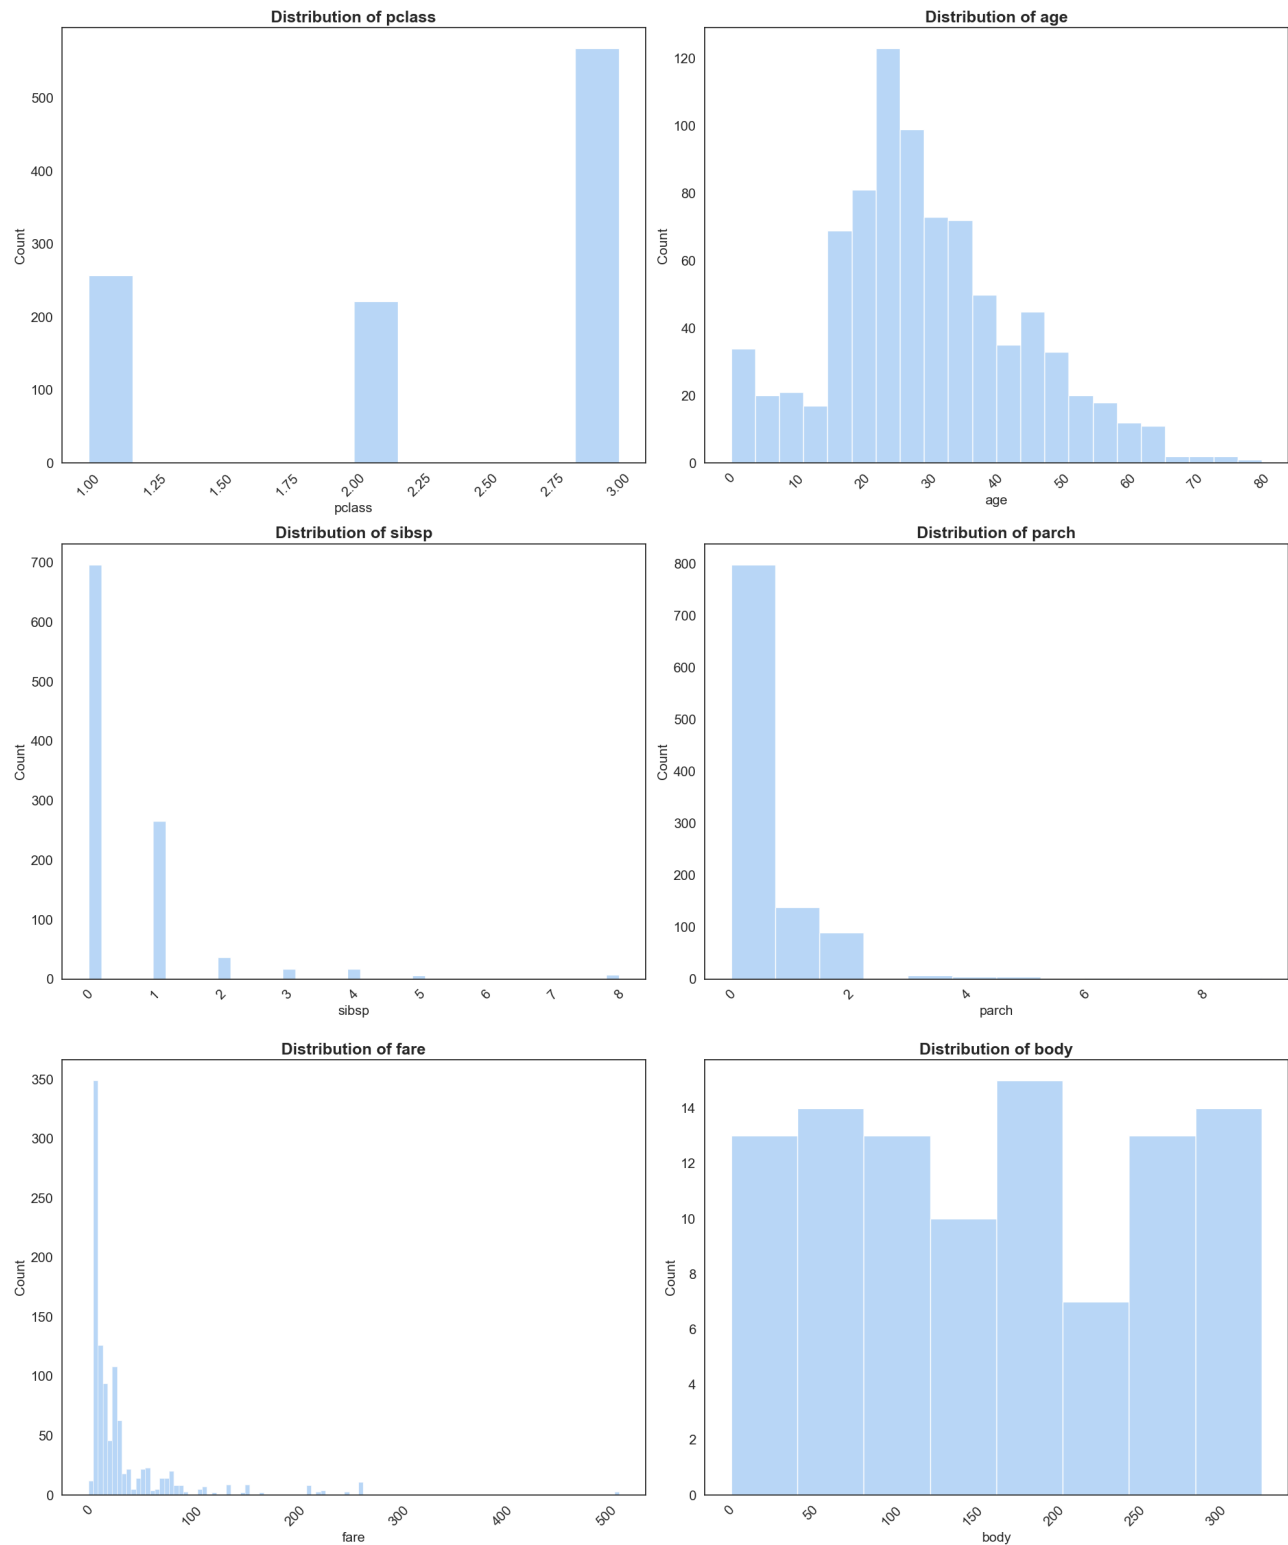 Distribution of pclass
Count
500
400
300
200
100
0
1.00 1.25 1.50 1.75 2.00 2.25 2.50 2.75 3.00
pclass
Distribution of age
Count
120
100
80
60
40
20
0
0 10 20 30 40 50 60 70 80
age
Distribution of sibsp
Count
700
600
500
400
300
200
100
0
0 1 2 3 4 5 6 7 8
sibsp
Distribution of parch
Count
800
700
600
500
400
300
200
100
0
0 2 4 6 8
parch
Distribution of fare
Count
350
300
250
200
150
100
50
0
0 100 200 300 400 500
fare
Distribution of body
Count
14
12
10
8
6
4
2
0
0 50 100 150 200 250 300
body